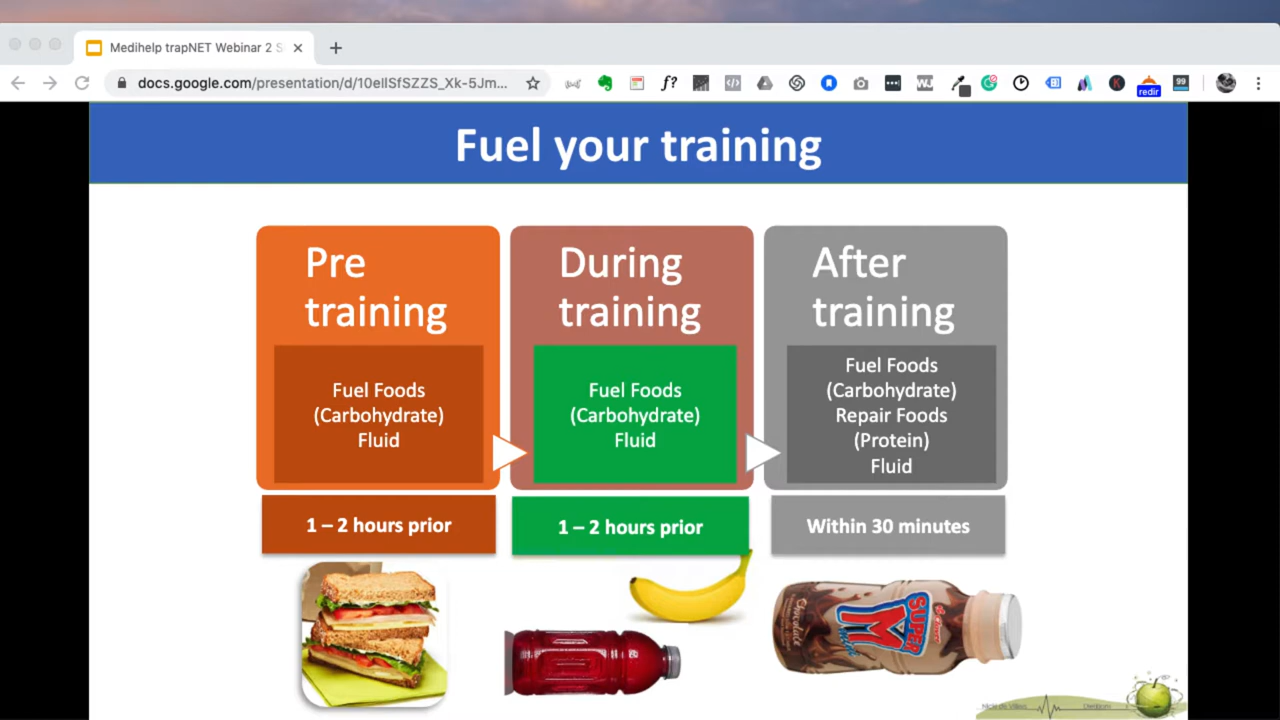 Medihelp trapNET Webinar 2 S
docs.google.com/presentation/d/10ellSfSZZS_Xk-5Jm...
f?
99
redir
Fuel your training
Pre
training
Fuel Foods
(Carbohydrate)
Fluid
1 – 2 hours prior
During
training
Fuel Foods
(Carbohydrate)
Fluid
1 – 2 hours prior
After
training
Fuel Foods
(Carbohydrate)
Repair Foods
(Protein)
Fluid
Within 30 minutes
Chocolate
SUPER
M